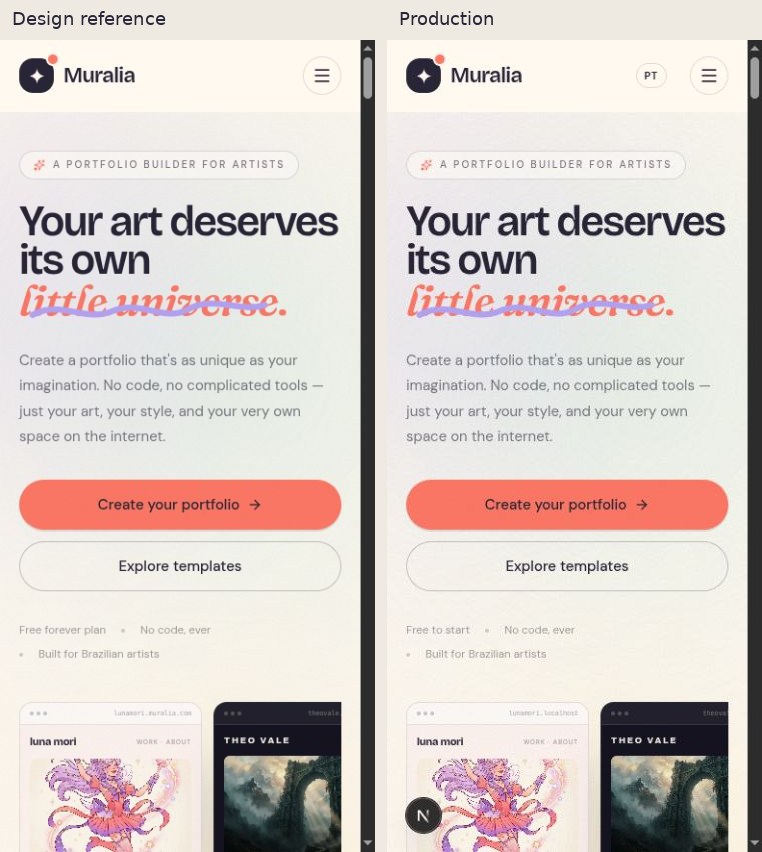 Design reference
Muralia
A PORTFOLIO BUILDER FOR ARTISTS
Your art deserves
its own
little universe.
Create a portfolio that's as unique as your
imagination. No code, no complicated tools —
just your art, your style, and your very own
space on the internet.
Create your portfolio →
Explore templates
Free forever plan • No code, ever
• Built for Brazilian artists
lunamori.muralia.com
luna mori
WORK · ABOUT
theovale
THEO VALE
Production
Muralia
PT
A PORTFOLIO BUILDER FOR ARTISTS
Your art deserves
its own
little universe.
Create a portfolio that's as unique as your
imagination. No code, no complicated tools —
just your art, your style, and your very own
space on the internet.
Create your portfolio →
Explore templates
Free to start • No code, ever
• Built for Brazilian artists
lunamori.localhost
luna mori
WORK · ABOUT
theoval
THEO VALE
N